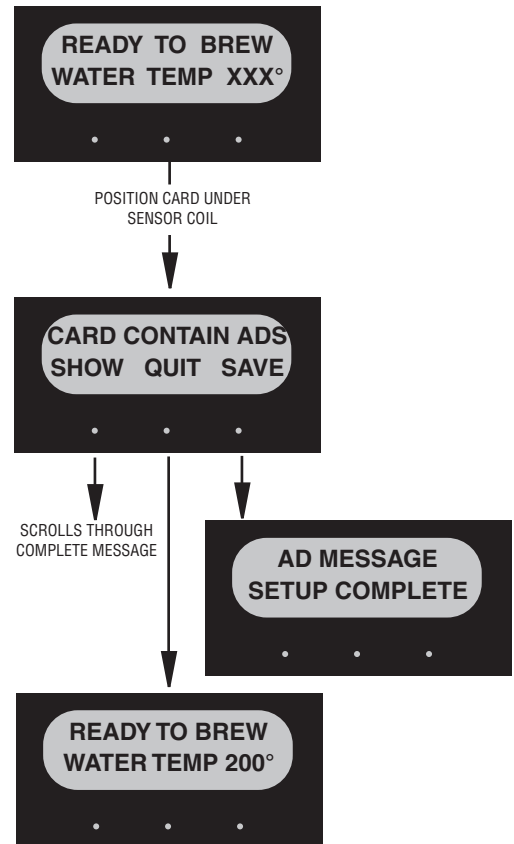 READY TO BREW
WATER TEMP XXX°
POSITION CARD UNDER
SENSOR COIL
CARD CONTAIN ADS
SHOW QUIT SAVE
SCROLLS THROUGH
COMPLETE MESSAGE
AD MESSAGE
SETUP COMPLETE
READY TO BREW
WATER TEMP 200°